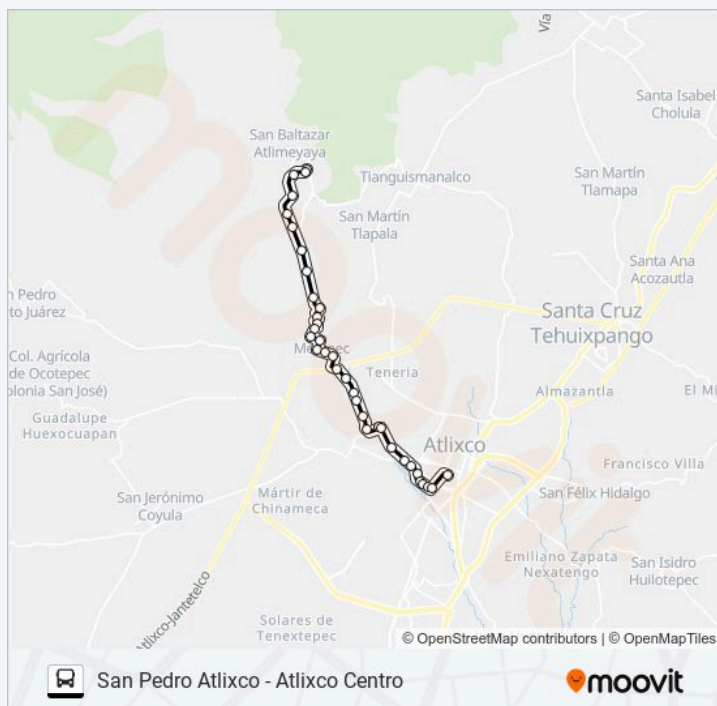 Vía
San Baltazar
Atlimeyaya
Santa Isabel
Cholula
Tianguismanalco
San Martín
Tlamapa
San Martín
Tlapala
Santa Ana
Acozautla
n Pedro
to Juárez
Santa Cruz
Tehuixpango
Col. Agrícola
de Ocotepec
olonia San José)
Teneria
Almazantla
El Mi
Guadalupe
Huexocuapan
Atlixco
Francisco Villa
San Jerónimo
Coyula
Mártir de
Chinameca
San Félix Hidalgo
Emiliano Zapata
Nexatengo
San Isidro
Huilotepec
Atlixco-Jantetelco
Solares de
Tenextepec
© OpenStreetMap contributors | © OpenMapTiles
San Pedro Atlixco - Atlixco Centro
moovit